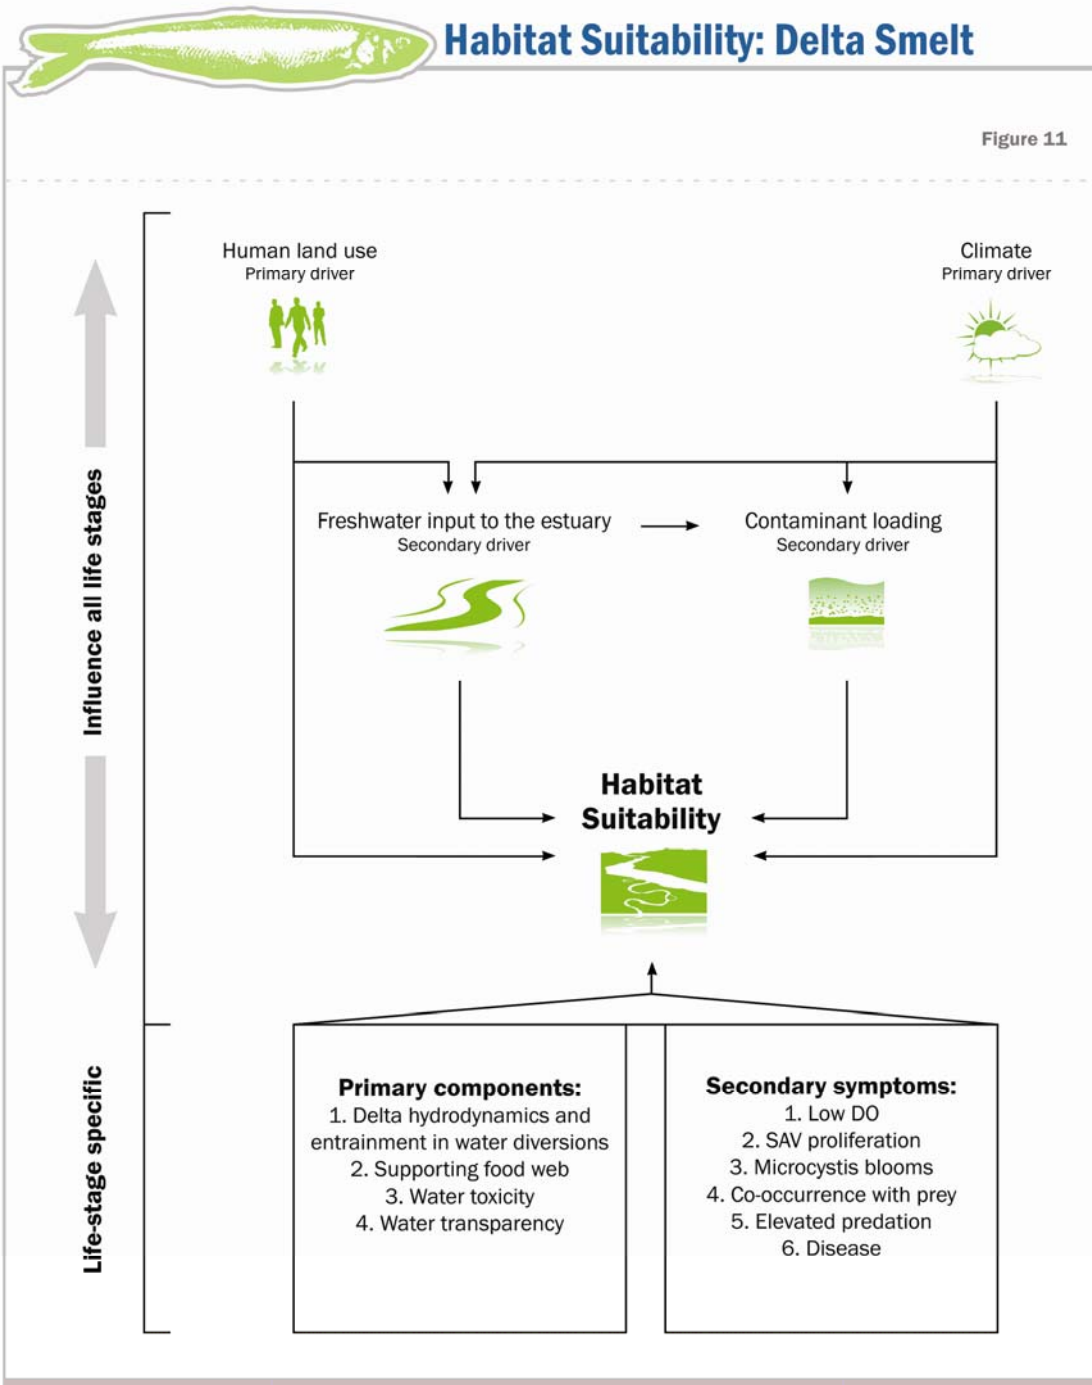 Habitat Suitability: Delta Smelt
Figure 11
Human land use
Primary driver
Climate
Primary driver
Influence all life stages
Freshwater input to the estuary
Secondary driver
Contaminant loading
Secondary driver
Habitat
Suitability
Life-stage specific
Primary components:
1. Delta hydrodynamics and
entrainment in water diversions
2. Supporting food web
3. Water toxicity
4. Water transparency
Secondary symptoms:
1. Low DO
2. SAV proliferation
3. Microcystis blooms
4. Co-occurrence with prey
5. Elevated predation
6. Disease